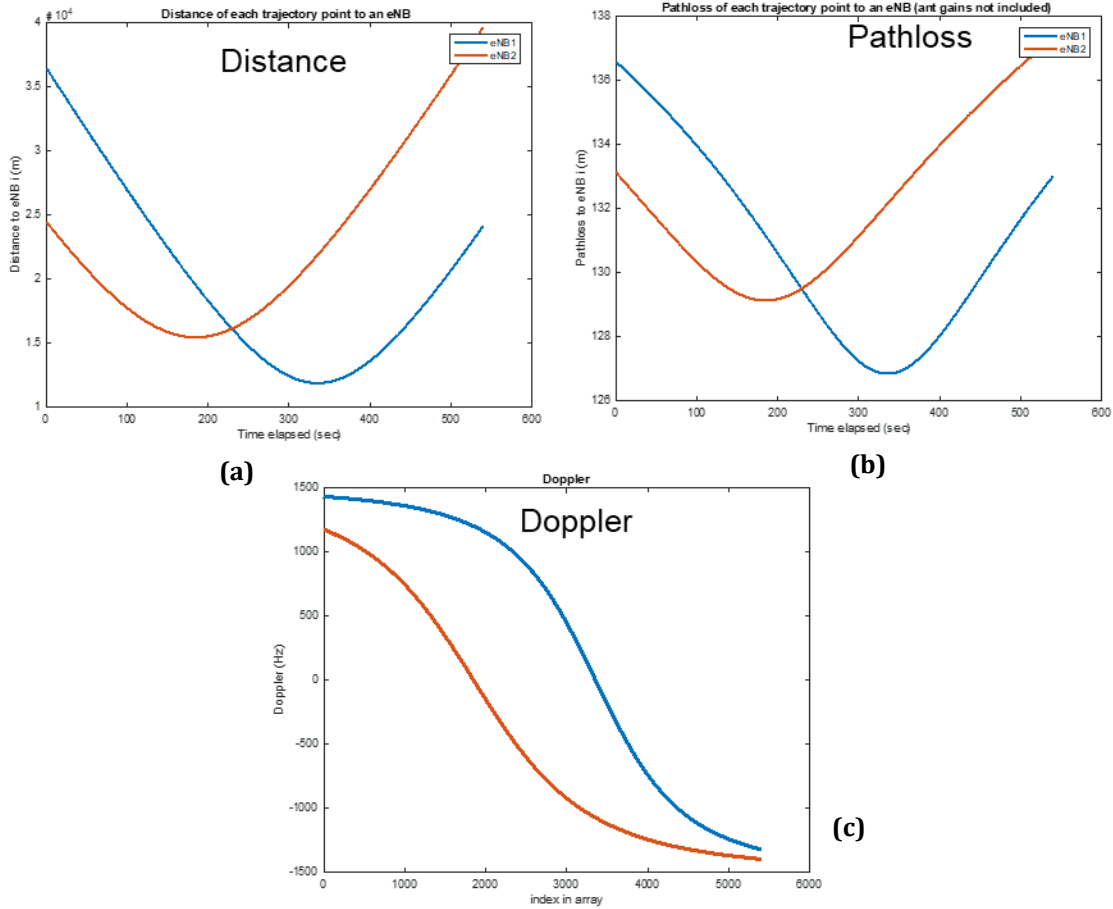 Distance of each trajectory point to an eNB
# 10⁴
Distance
eNB1
eNB2
4
3.5
3
2.5
2
1.5
1
Distance to eNB i (m)
0 100 200 300 400 500 600
Time elapsed (sec)
(a)
Pathloss of each trajectory point to an eNB (ant gains not included)
Pathloss
eNB1
eNB2
138
136
133
132
130
128
126
Pathloss to eNB i (m)
0 100 200 300 400 500 600
Time elapsed (sec)
(b)
Doppler
Doppler
1500
1000
500
0
-500
-1000
-1500
Doppler (Hz)
0 1000 2000 3000 4000 5000 6000
index in array
(c)